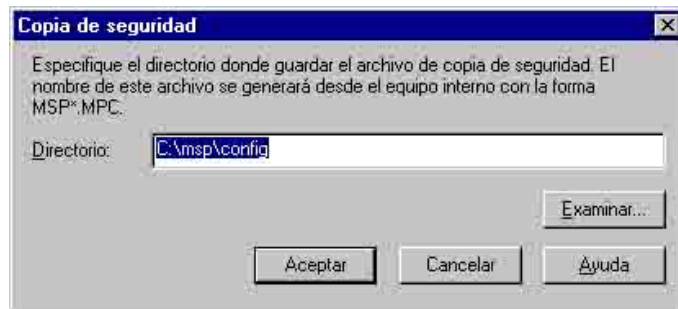 Copia de seguridad
Especifique el directorio donde guardar el archivo de copia de seguridad. El
nombre de este archivo se generará desde el equipo interno con la forma
MSP*.MPC.
Directorio: C:\msp\config
Examinar...
Aceptar Cancelar Ayuda